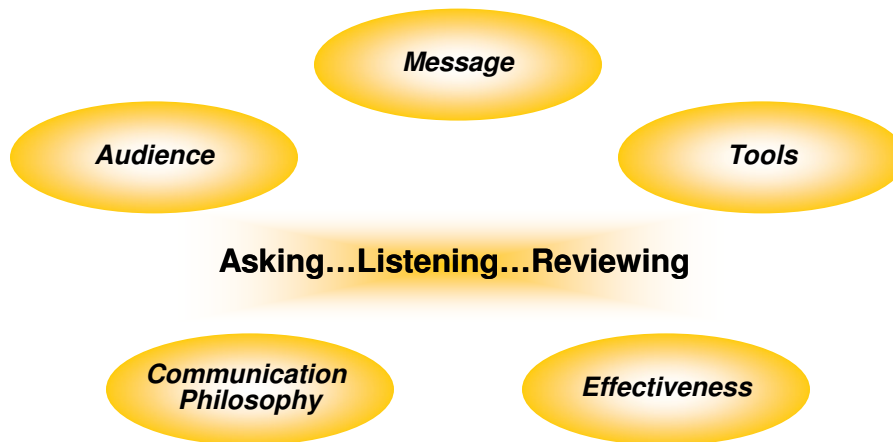 Message
Audience
Tools
Asking...Listening...Reviewing
Communication
Philosophy
Effectiveness